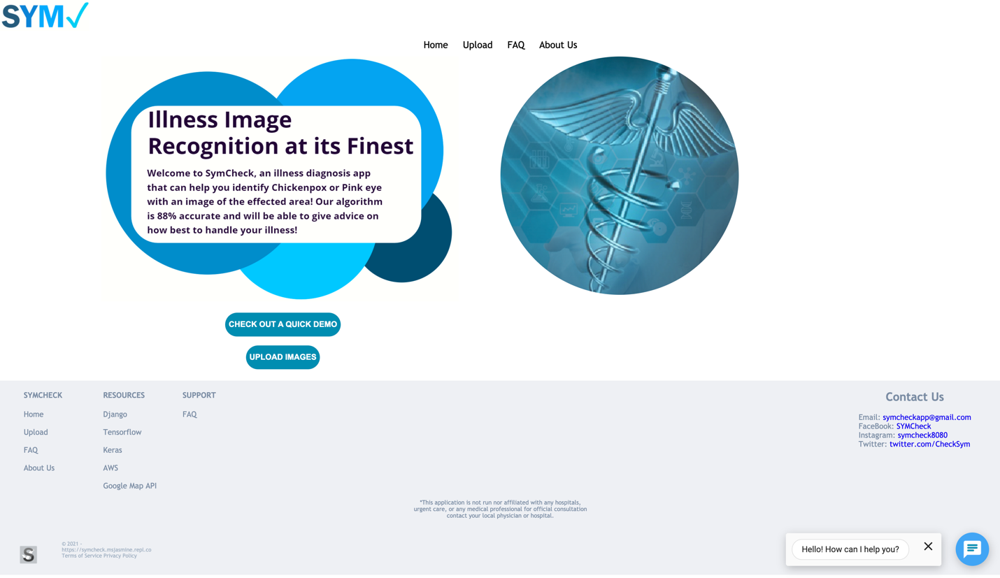 SYM✓
Home Upload FAQ About Us
Illness Image
Recognition at its Finest
Welcome to SymCheck, an illness diagnosis app
that can help you identify Chickenpox or Pink eye
with an image of the effected area! Our algorithm
is 88% accurate and will be able to give advice on
how best to handle your illness!
CHECK OUT A QUICK DEMO
UPLOAD IMAGES
SYMCHECK
Home
Upload
FAQ
About Us
RESOURCES
Django
Tensorflow
Keras
AWS
Google Map API
SUPPORT
FAQ
Contact Us
Email: symcheckapp@gmail.com
FaceBook: SYMCheck
Instagram: symcheck8080
Twitter: twitter.com/CheckSym
*This application is not run nor affiliated with any hospitals,
urgent care, or any medical professional for official consultation
contact your local physician or hospital.
S
© 2021 -
https://symcheck.msjasmine.repl.co
Terms of Service Privacy Policy
Hello! How can I help you?